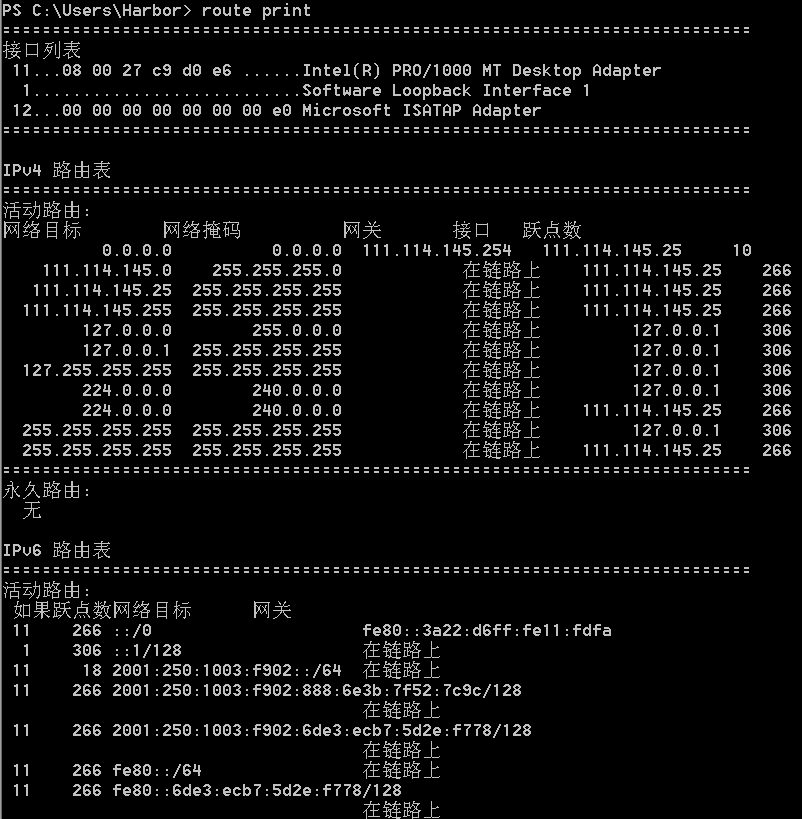 PS C:\Users\Harbor> route print
===========================================================================
接口列表
 11...08 00 27 c9 d0 e6 ......Intel(R) PRO/1000 MT Desktop Adapter
  1...........................Software Loopback Interface 1
 12...00 00 00 00 00 00 00 e0 Microsoft ISATAP Adapter
===========================================================================
IPv4 路由表
===========================================================================
活动路由:
网络目标        网络掩码          网关       接口   跃点数
          0.0.0.0          0.0.0.0  111.114.145.254   111.114.145.25     10
    111.114.145.0    255.255.255.0            在链路上    111.114.145.25    266
   111.114.145.25  255.255.255.255            在链路上    111.114.145.25    266
  111.114.145.255  255.255.255.255            在链路上    111.114.145.25    266
        127.0.0.0        255.0.0.0            在链路上         127.0.0.1    306
        127.0.0.1  255.255.255.255            在链路上         127.0.0.1    306
  127.255.255.255  255.255.255.255            在链路上         127.0.0.1    306
        224.0.0.0        240.0.0.0            在链路上         127.0.0.1    306
        224.0.0.0        240.0.0.0            在链路上    111.114.145.25    266
  255.255.255.255  255.255.255.255            在链路上         127.0.0.1    306
  255.255.255.255  255.255.255.255            在链路上    111.114.145.25    266
===========================================================================
永久路由:
  无
IPv6 路由表
===========================================================================
活动路由:
 如果跃点数网络目标      网关
 11    266 ::/0                     fe80::3a22:d6ff:fe11:fdfa
  1    306 ::1/128                  在链路上
 11     18 2001:250:1003:f902::/64  在链路上
 11    266 2001:250:1003:f902:888:6e3b:7f52:7c9c/128
                                    在链路上
 11    266 2001:250:1003:f902:6de3:ecb7:5d2e:f778/128
                                    在链路上
 11    266 fe80::/64                在链路上
 11    266 fe80::6de3:ecb7:5d2e:f778/128
                                    在链路上